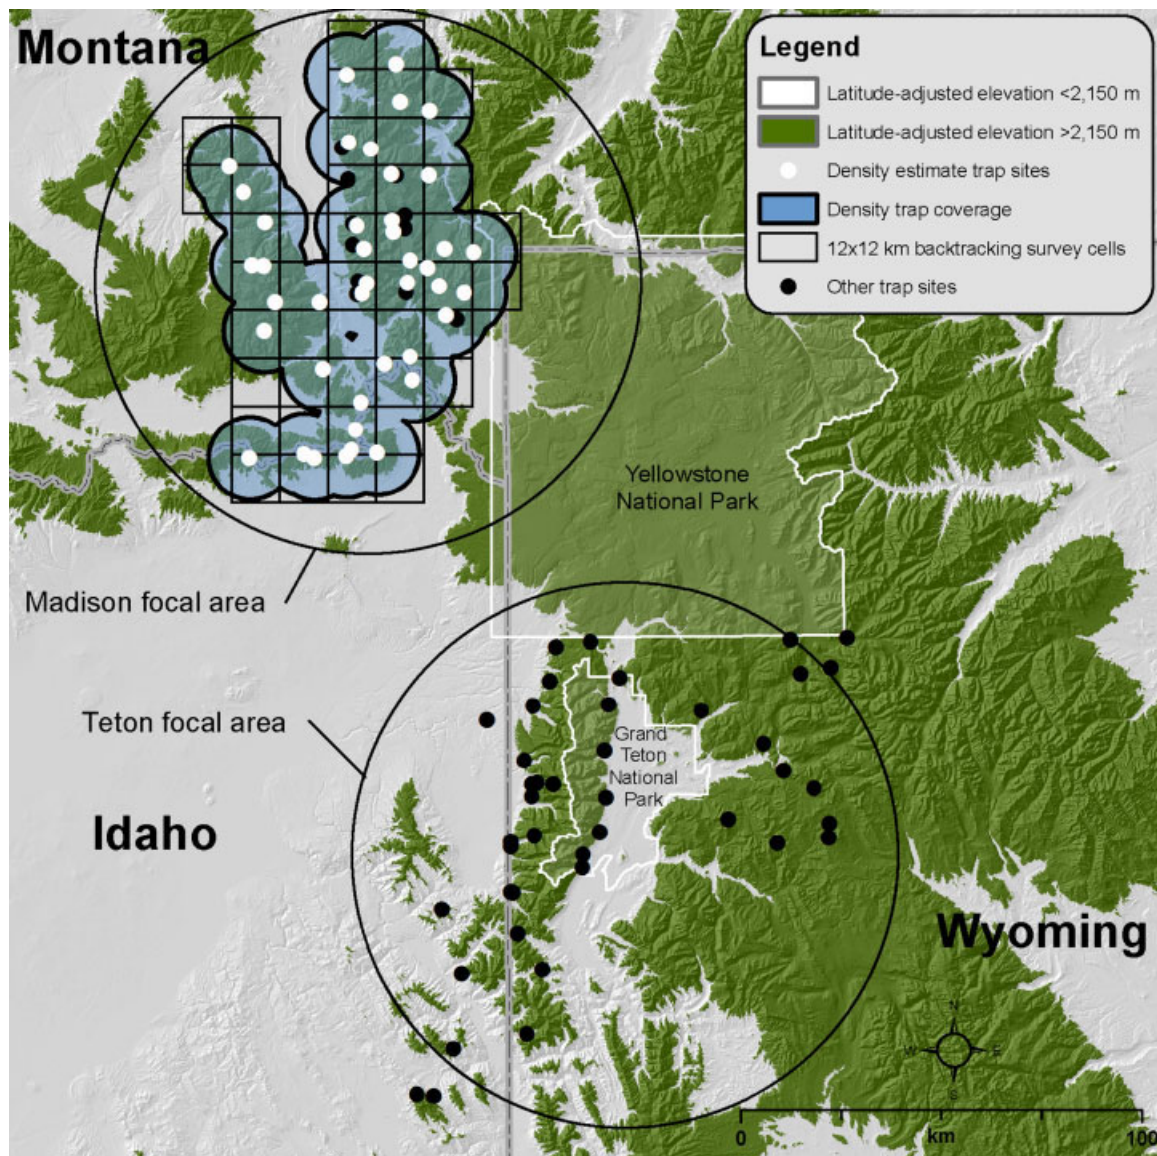 Montana
Legend
Latitude-adjusted elevation <2,150 m
Latitude-adjusted elevation >2,150 m
Density estimate trap sites
Density trap coverage
12x12 km backtracking survey cells
Other trap sites
Yellowstone
National Park
Madison focal area
Teton focal area
Grand
Teton
National
Park
Idaho
Wyoming
N
W
E
S
0
km
100